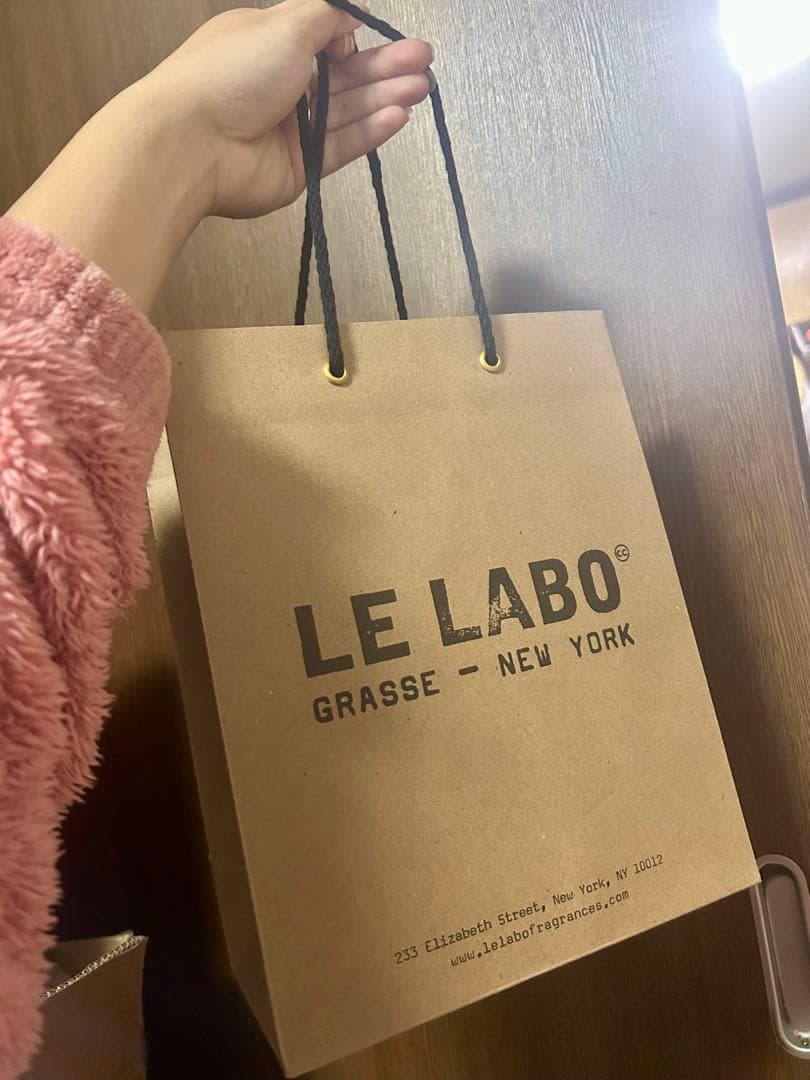 LE LABO
GRASSE — NEW YORK
233 Elizabeth Street, New York, NY 10012
www.lelabofragrances.com